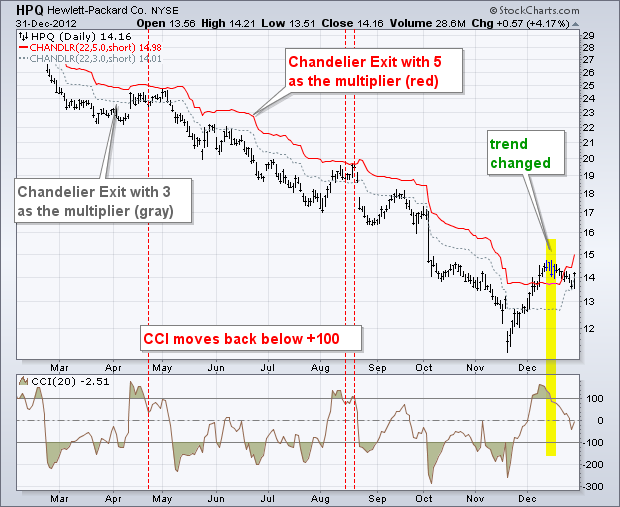 HPQ Hewlett-Packard Co. NYSE
© StockCharts.com
31-Dec-2012 Open 13.56 High 14.21 Low 13.51 Close 14.16 Volume 28.6M Chg +0.57 (+4.17%)
HPQ (Daily) 14.16
CHANDLR(22,5.0,short) 14.98
CHANDLR(22,3.0,short) 14.01
Chandelier Exit with 5
as the multiplier (red)
trend
changed
Chandelier Exit with 3
as the multiplier (gray)
CCI moves back below +100
29
27
26
25
24
23
22
21
20
19
18
17
16
15
14
13
12
Mar Apr May Jun Jul Aug Sep Oct Nov Dec
CCI(20) -2.51
100
0
-100
-200
-300
Mar Apr May Jun Jul Aug Sep Oct Nov Dec